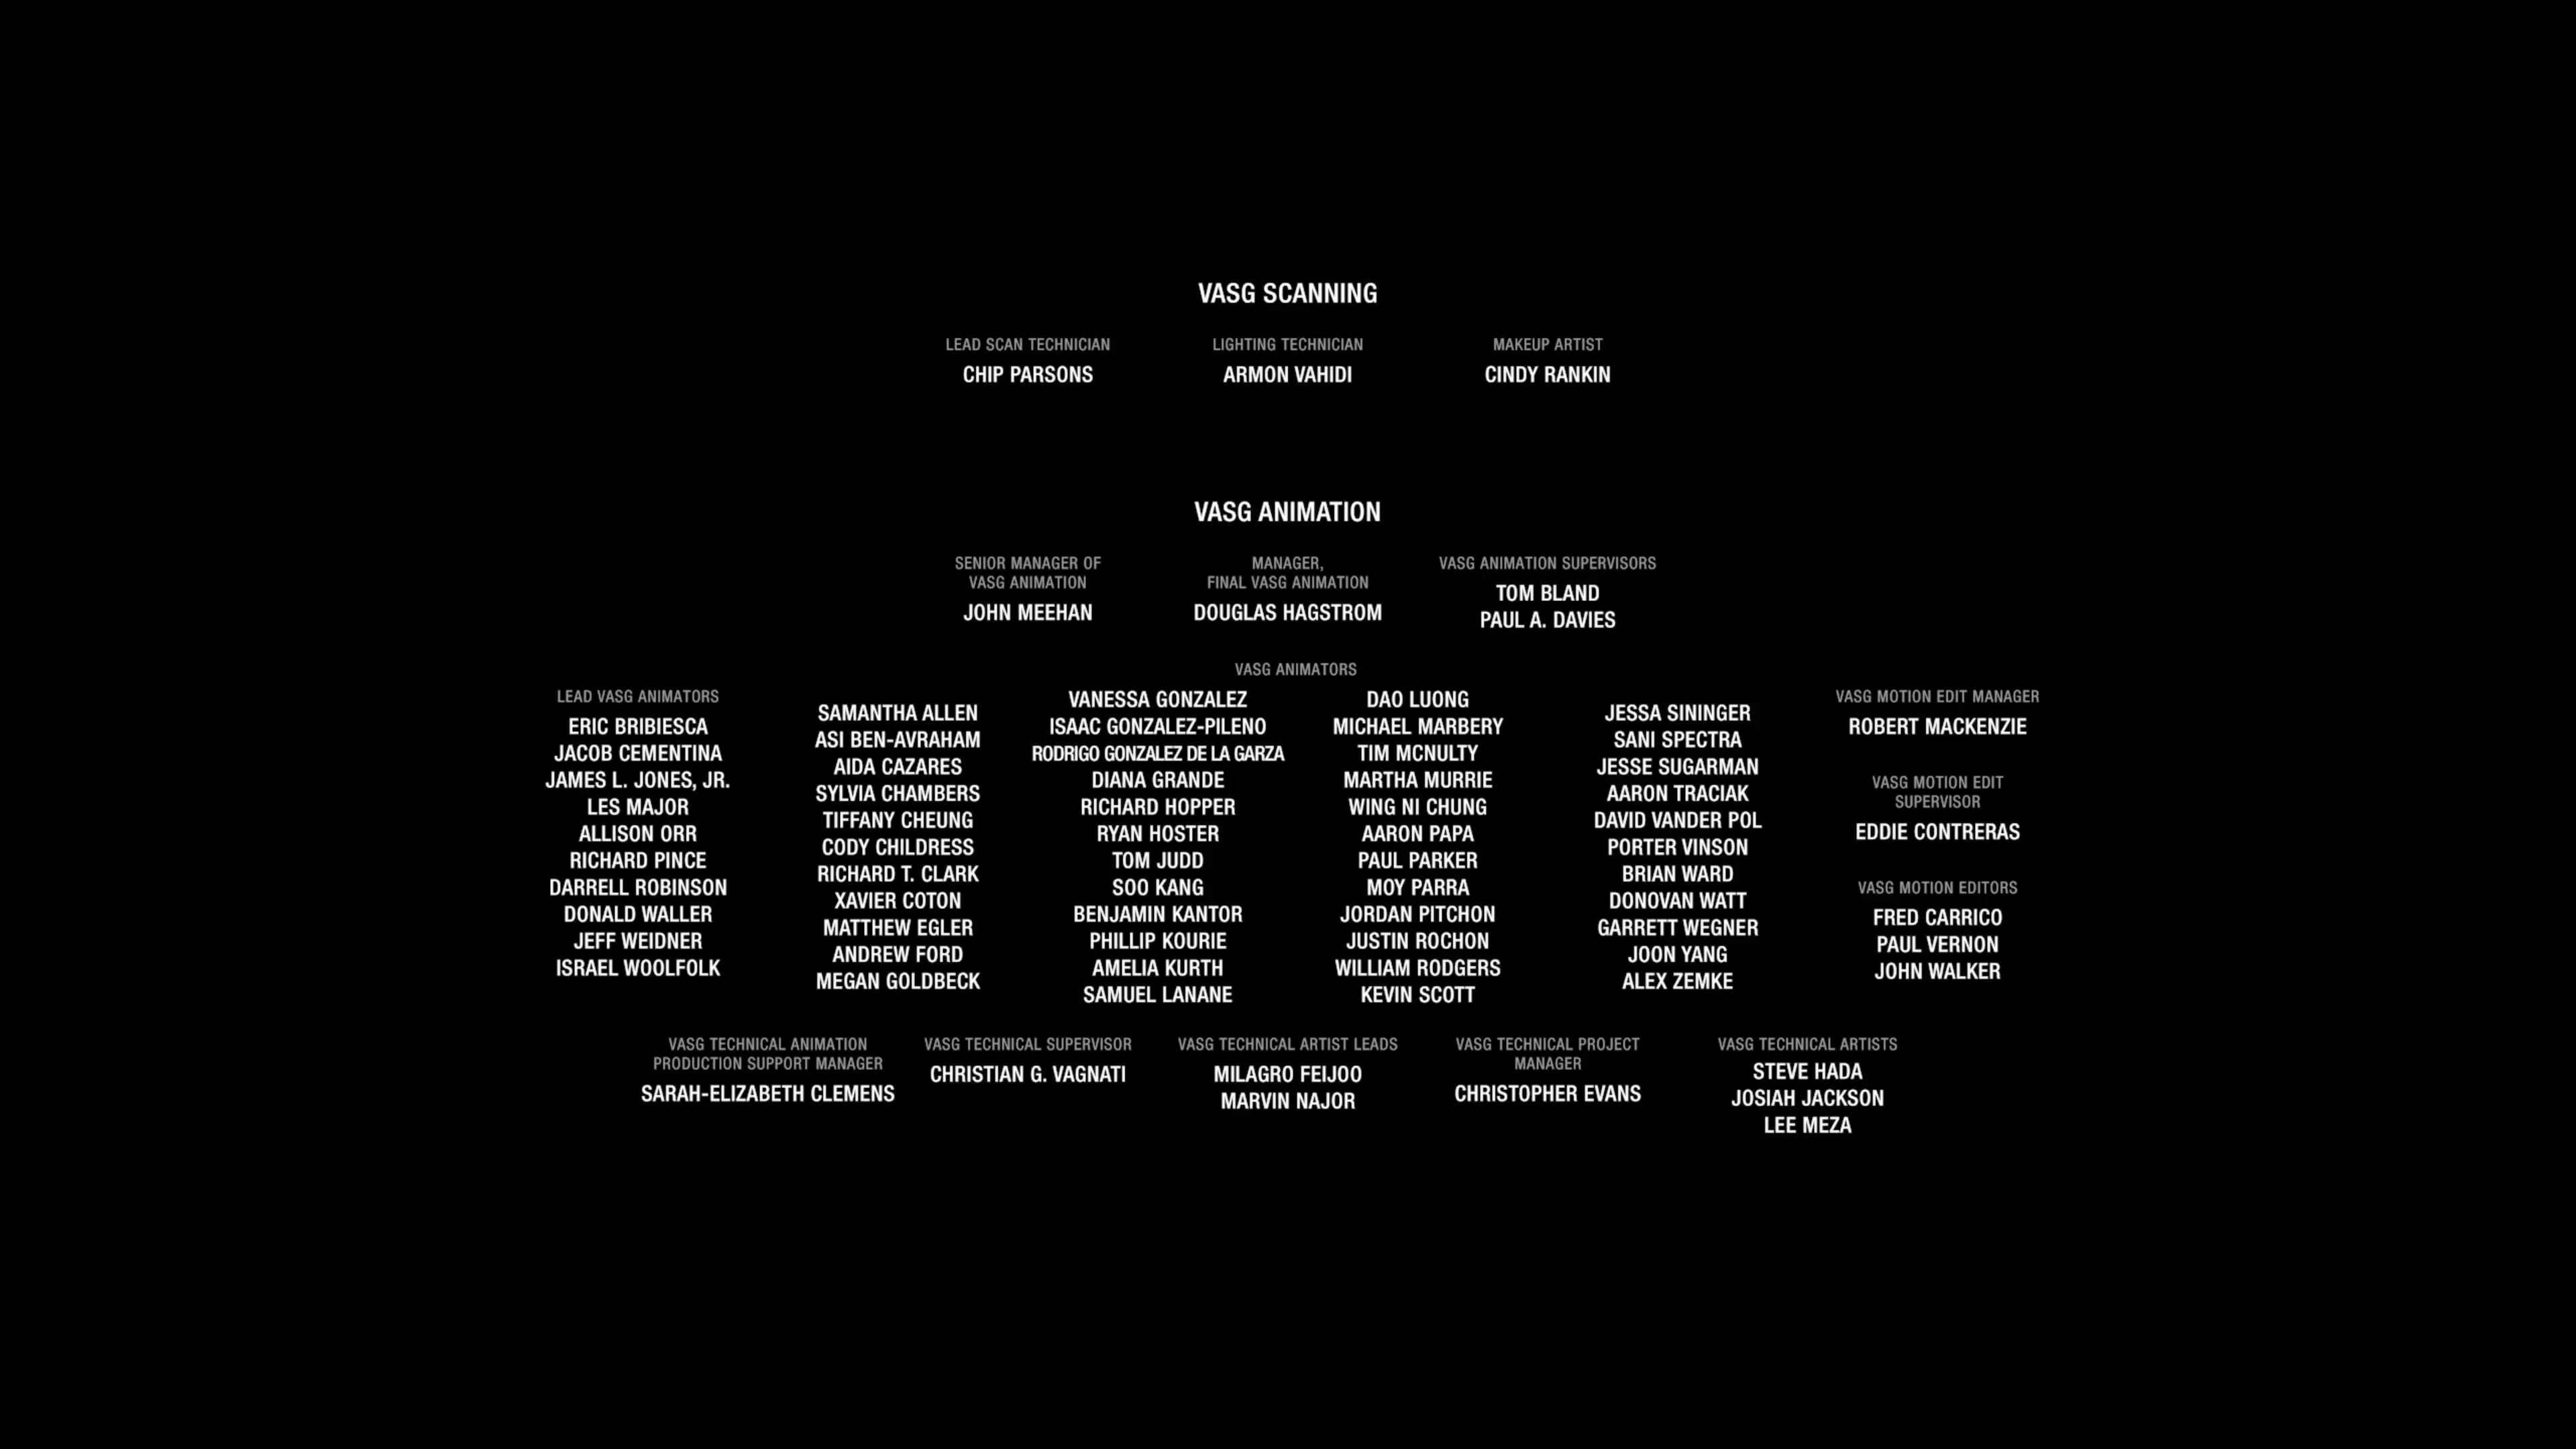 VASG SCANNING
LEAD SCAN TECHNICIAN
CHIP PARSONS
LIGHTING TECHNICIAN
ARMON VAHIDI
MAKEUP ARTIST
CINDY RANKIN
VASG ANIMATION
SENIOR MANAGER OF
VASG ANIMATION
JOHN MEEHAN
MANAGER,
FINAL VASG ANIMATION
DOUGLAS HAGSTROM
VASG ANIMATION SUPERVISORS
TOM BLAND
PAUL A. DAVIES
LEAD VASG ANIMATORS
ERIC BRIBIESCA
JACOB CEMENTINA
JAMES L. JONES, JR.
LES MAJOR
ALLISON ORR
RICHARD PINCE
DARRELL ROBINSON
DONALD WALLER
JEFF WEIDNER
ISRAEL WOOLFOLK
VASG ANIMATORS
SAMANTHA ALLEN
ASI BEN-AVRAHAM
AIDA CAZARES
SYLVIA CHAMBERS
TIFFANY CHEUNG
CODY CHILDRESS
RICHARD T. CLARK
XAVIER COTON
MATTHEW EGLER
ANDREW FORD
MEGAN GOLDBECK
VANESSA GONZALEZ
ISAAC GONZALEZ-PILENO
RODRIGO GONZALEZ DE LA GARZA
DIANA GRANDE
RICHARD HOPPER
RYAN HOSTER
TOM JUDD
SOO KANG
BENJAMIN KANTOR
PHILLIP KOURIE
AMELIA KURTH
SAMUEL LANANE
DAO LUONG
MICHAEL MARBERY
TIM MCNULTY
MARTHA MURRIE
WING NI CHUNG
AARON PAPA
PAUL PARKER
MOY PARRA
JORDAN PITCHON
JUSTIN ROCHON
WILLIAM RODGERS
KEVIN SCOTT
JESSA SININGER
SANI SPECTRA
JESSE SUGARMAN
AARON TRACIAK
DAVID VANDER POL
PORTER VINSON
BRIAN WARD
DONOVAN WATT
GARRETT WEGNER
JOON YANG
ALEX ZEMKE
VASG MOTION EDIT MANAGER
ROBERT MACKENZIE
VASG MOTION EDIT
SUPERVISOR
EDDIE CONTRERAS
VASG MOTION EDITORS
FRED CARRICO
PAUL VERNON
JOHN WALKER
VASG TECHNICAL ANIMATION
PRODUCTION SUPPORT MANAGER
SARAH-ELIZABETH CLEMENS
VASG TECHNICAL SUPERVISOR
CHRISTIAN G. VAGNATI
VASG TECHNICAL ARTIST LEADS
MILAGRO FEIJOO
MARVIN NAJOR
VASG TECHNICAL PROJECT
MANAGER
CHRISTOPHER EVANS
VASG TECHNICAL ARTISTS
STEVE HADA
JOSIAH JACKSON
LEE MEZA